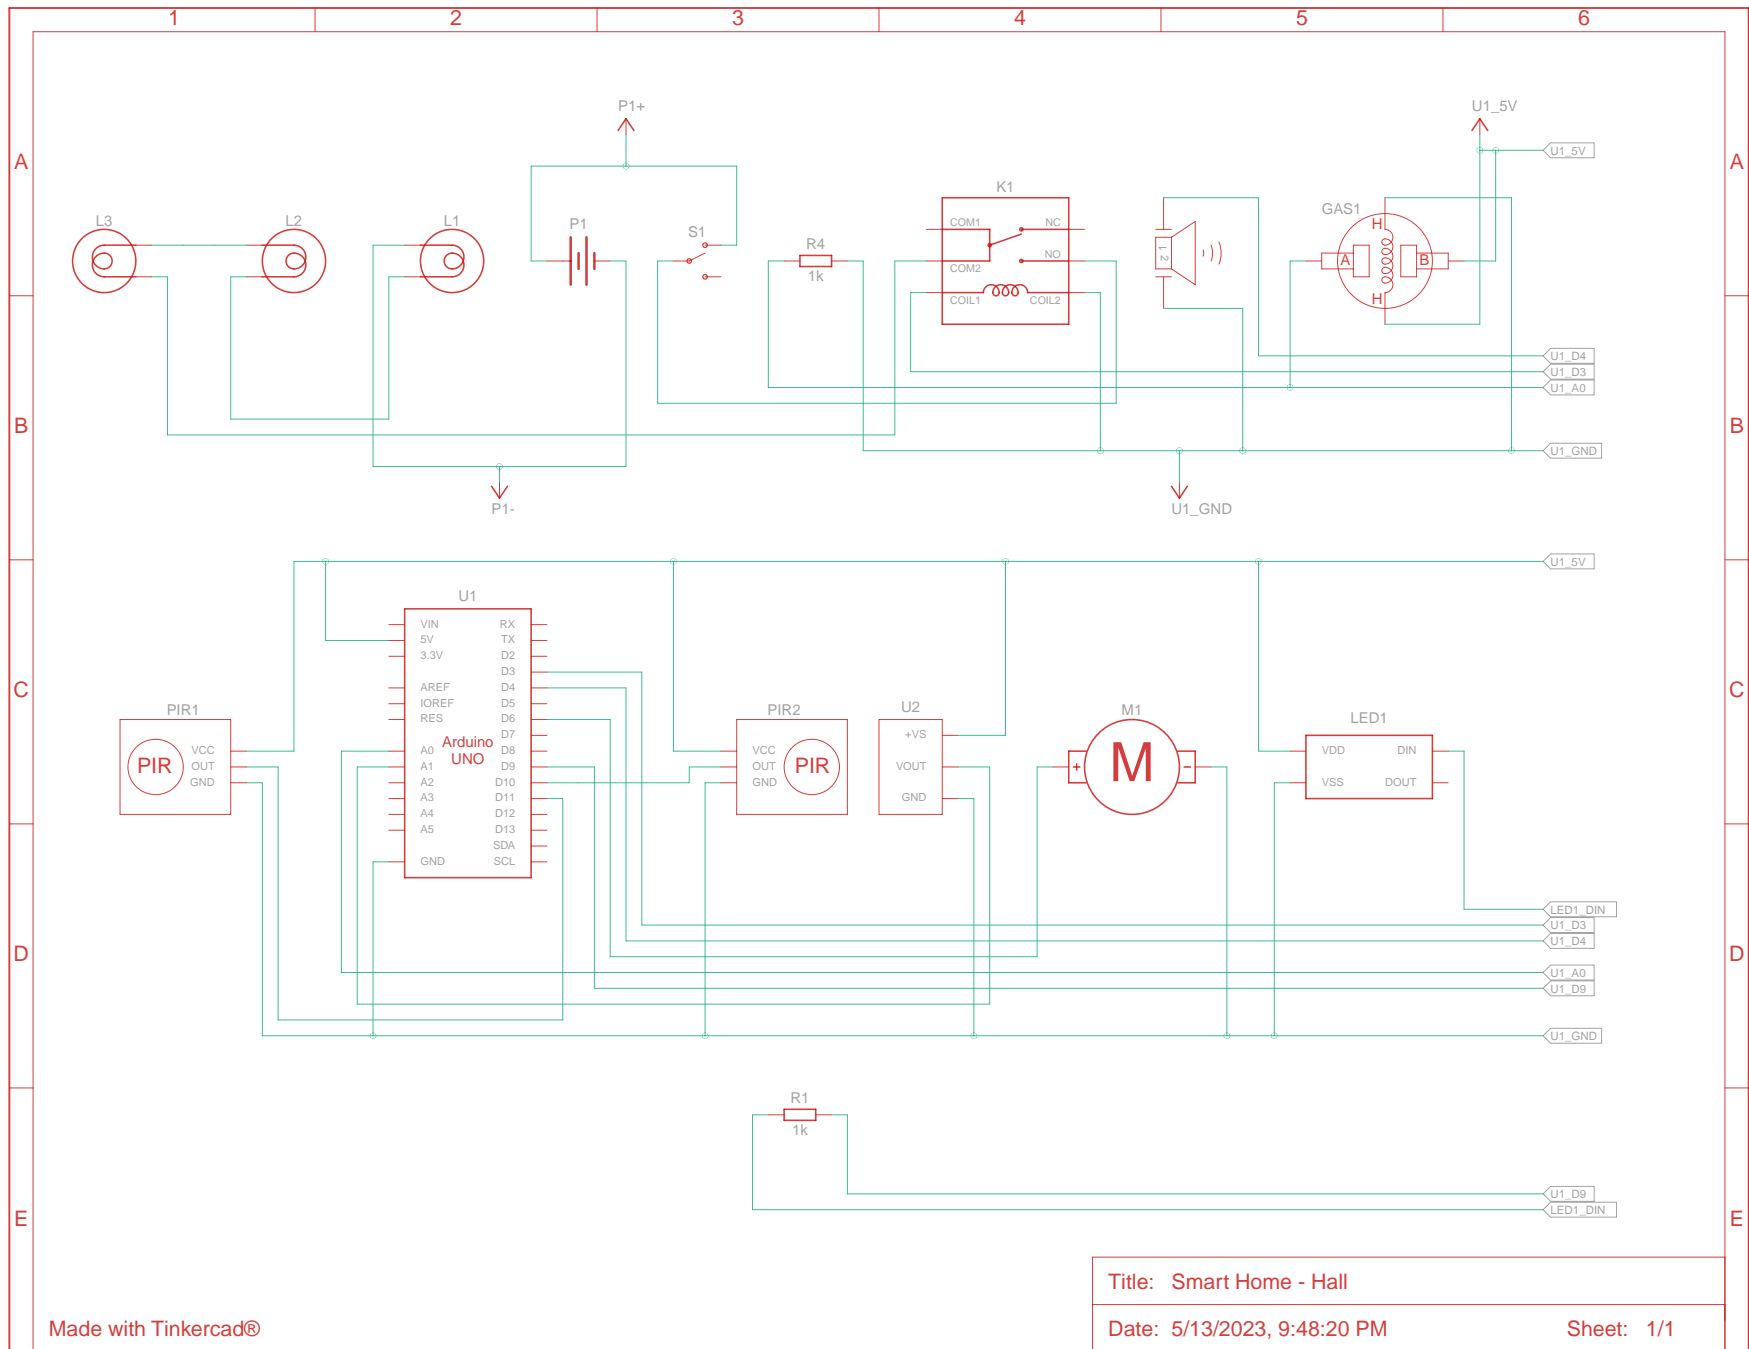 1 2 3 4 5 6
P1+ U1_5V
A U1_5V A
K1
L3 L2 L1 P1 S1 R4 GAS1
COM1 NC
1k
COM2 NO
COIL1 COIL2
1
2
H
A B
H
U1_D4
U1_D3
U1_A0
B B
U1_GND
P1- U1_GND
U1_5V
U1
VIN RX
5V TX
3.3V D2
D3
AREF D4
IOREF D5
RES D6
D7
A0 D8
A1 D9
A2 D10
A3 D11
A4 D12
A5 D13
SDA
GND SCL
Arduino
UNO
C C
PIR1
PIR
VCC
OUT
GND
PIR2
VCC
OUT
GND
PIR
U2
+VS
VOUT
GND
M1
+ M -
LED1
VDD DIN
VSS DOUT
LED1_DIN
U1_D3
U1_D4
D D
U1_A0
U1_D9
U1_GND
R1
1k
U1_D9
LED1_DIN
E E
Title: Smart Home - Hall
Made with Tinkercad®
Date: 5/13/2023, 9:48:20 PM Sheet: 1/1